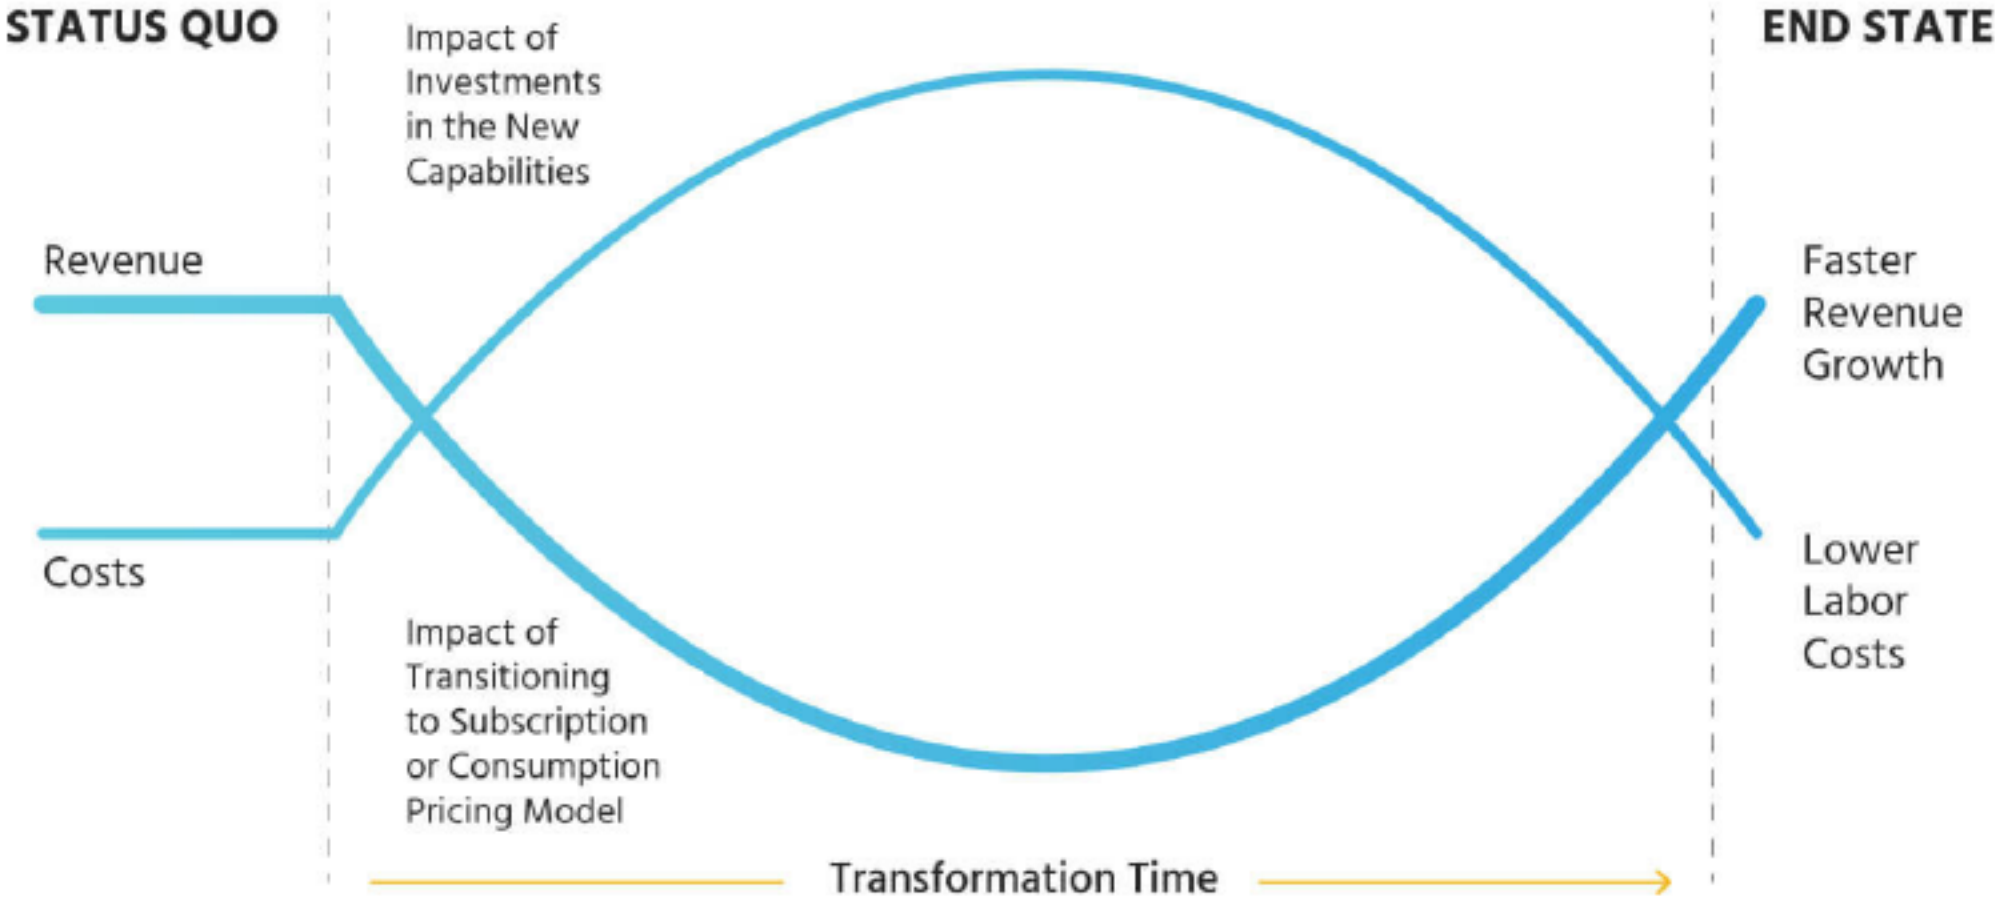 STATUS QUO
END STATE
Impact of
Investments
in the New
Capabilities
Revenue
Costs
Faster
Revenue
Growth
Lower
Labor
Costs
Impact of
Transitioning
to Subscription
or Consumption
Pricing Model
Transformation Time